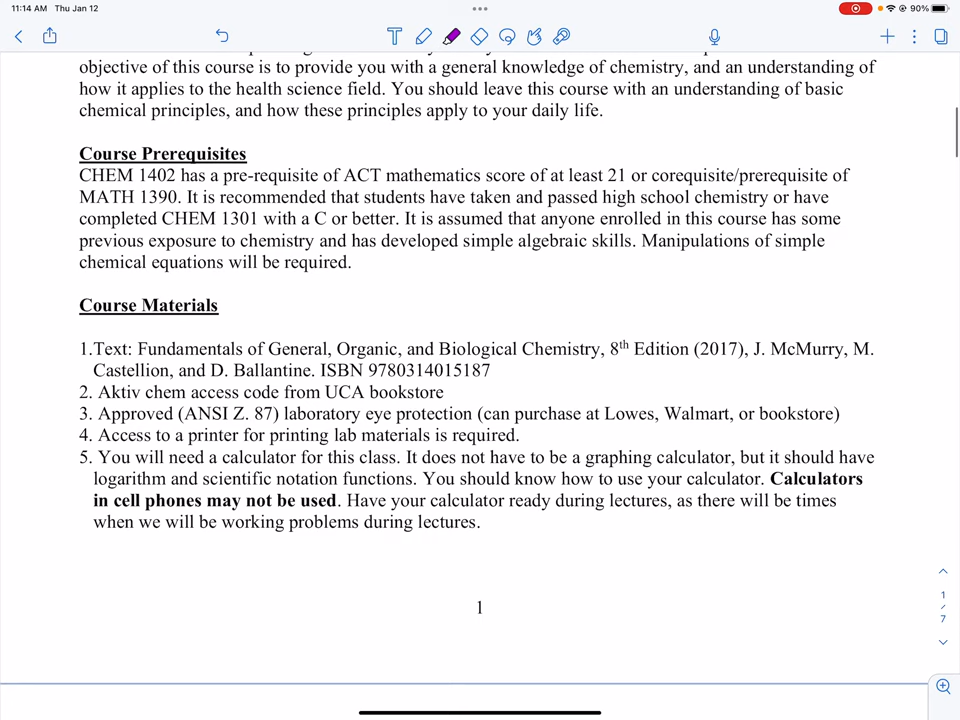 11:14 AM Thu Jan 12
90%
objective of this course is to provide you with a general knowledge of chemistry, and an understanding of
how it applies to the health science field. You should leave this course with an understanding of basic
chemical principles, and how these principles apply to your daily life.
Course Prerequisites
CHEM 1402 has a pre-requisite of ACT mathematics score of at least 21 or corequisite/prerequisite of
MATH 1390. It is recommended that students have taken and passed high school chemistry or have
completed CHEM 1301 with a C or better. It is assumed that anyone enrolled in this course has some
previous exposure to chemistry and has developed simple algebraic skills. Manipulations of simple
chemical equations will be required.
Course Materials
1.Text: Fundamentals of General, Organic, and Biological Chemistry, 8th Edition (2017), J. McMurry, M.
Castellion, and D. Ballantine. ISBN 9780314015187
2. Aktiv chem access code from UCA bookstore
3. Approved (ANSI Z. 87) laboratory eye protection (can purchase at Lowes, Walmart, or bookstore)
4. Access to a printer for printing lab materials is required.
5. You will need a calculator for this class. It does not have to be a graphing calculator, but it should have
logarithm and scientific notation functions. You should know how to use your calculator. Calculators
in cell phones may not be used. Have your calculator ready during lectures, as there will be times
when we will be working problems during lectures.
1
1
/
7